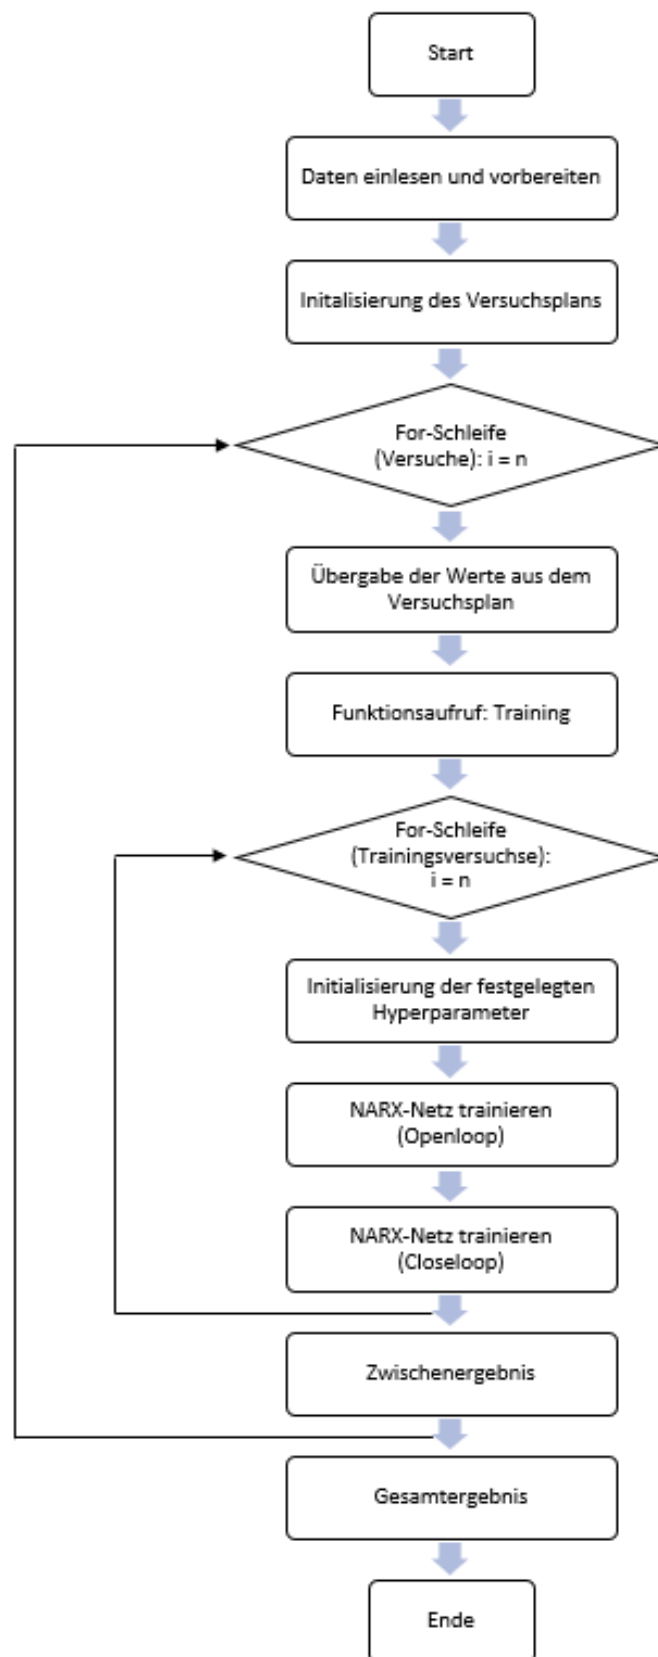 Start
Daten einlesen und vorbereiten
Initalisierung des Versuchsplans
For-Schleife
(Versuche): i = n
Übergabe der Werte aus dem
Versuchsplan
Funktionsaufruf: Training
For-Schleife
(Trainingsversuchse):
i = n
Initialisierung der festgelegten
Hyperparameter
NARX-Netz trainieren
(Openloop)
NARX-Netz trainieren
(Closeloop)
Zwischenergebnis
Gesamtergebnis
Ende